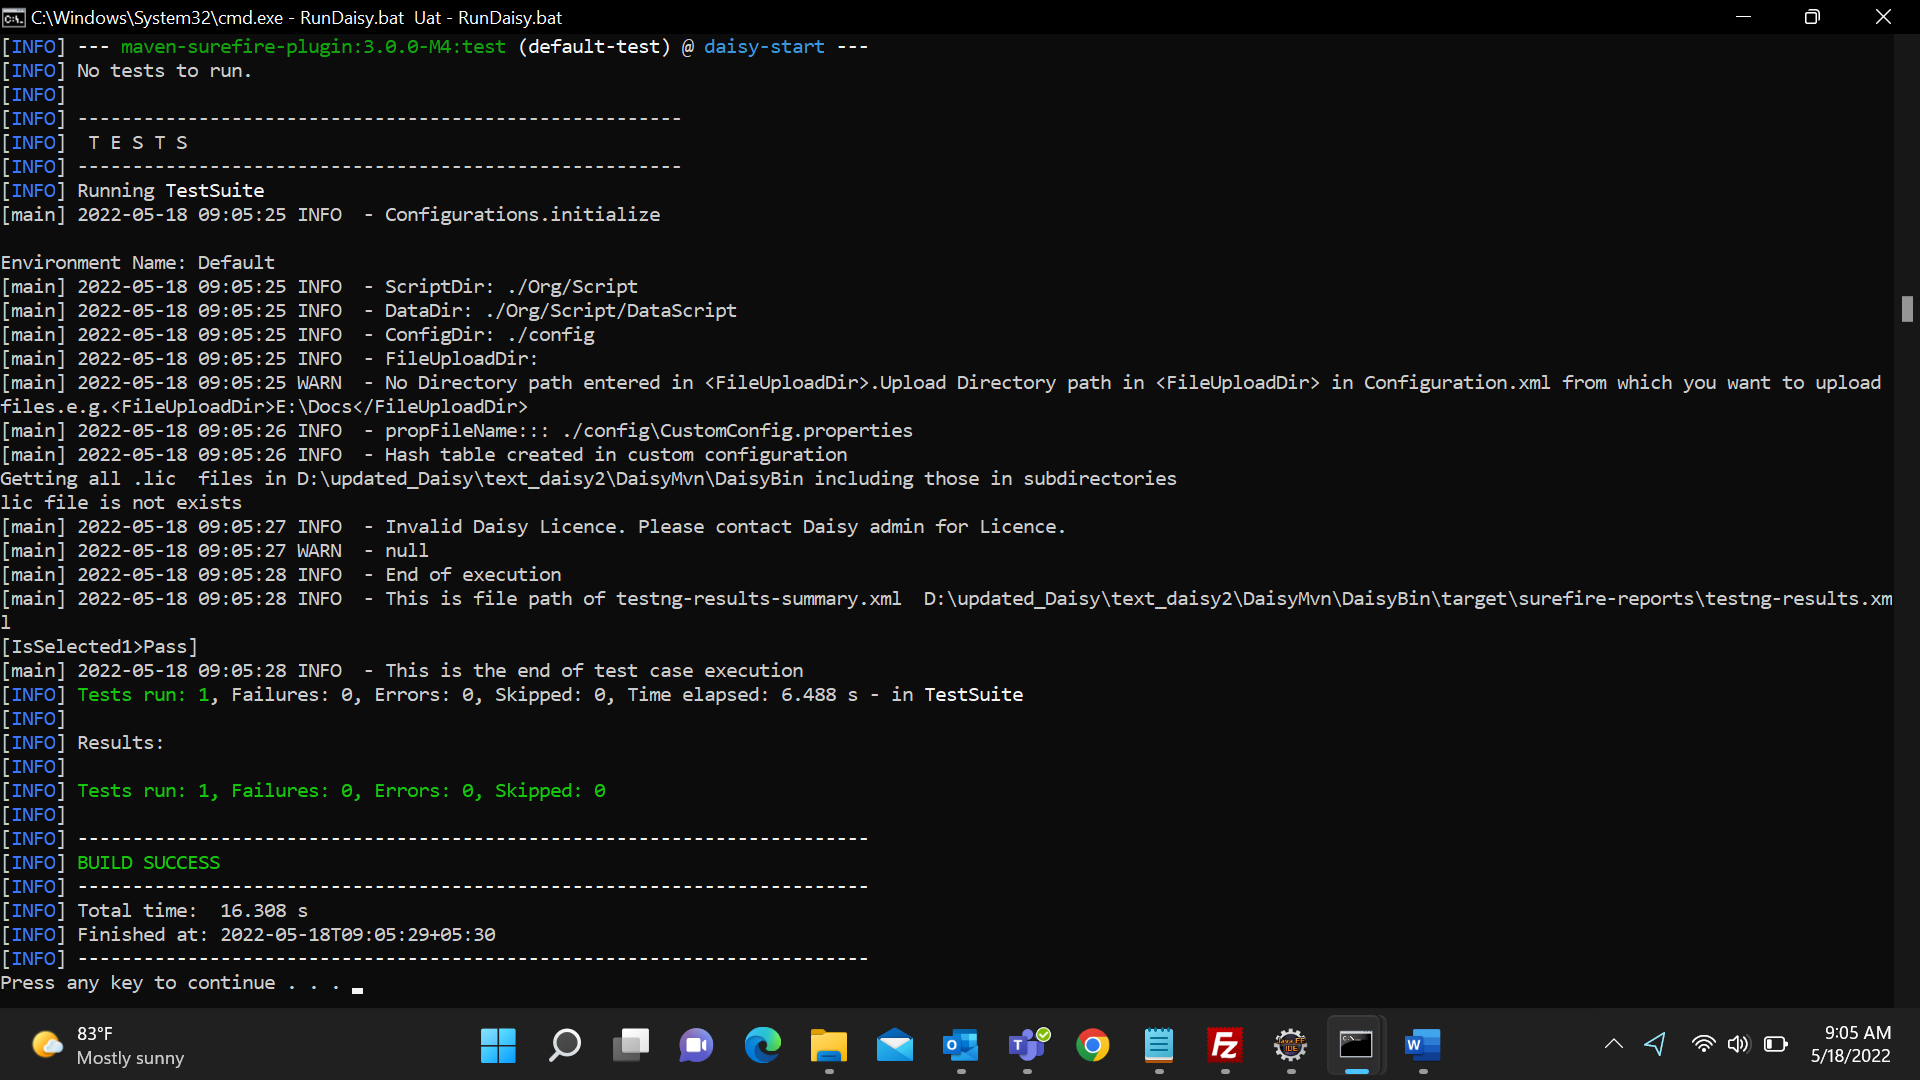 C:\Windows\System32\cmd.exe - RunDaisy.bat  Uat - RunDaisy.bat
[INFO] --- maven-surefire-plugin:3.0.0-M4:test (default-test) @ daisy-start ---
[INFO] No tests to run.
[INFO]
[INFO] -------------------------------------------------------
[INFO]  T E S T S
[INFO] -------------------------------------------------------
[INFO] Running TestSuite
[main] 2022-05-18 09:05:25 INFO  - Configurations.initialize
Environment Name: Default
[main] 2022-05-18 09:05:25 INFO  - ScriptDir: ./Org/Script
[main] 2022-05-18 09:05:25 INFO  - DataDir: ./Org/Script/DataScript
[main] 2022-05-18 09:05:25 INFO  - ConfigDir: ./config
[main] 2022-05-18 09:05:25 INFO  - FileUploadDir:
[main] 2022-05-18 09:05:25 WARN  - No Directory path entered in <FileUploadDir>.Upload Directory path in <FileUploadDir> in Configuration.xml from which you want to upload
files.e.g.<FileUploadDir>E:\Docs</FileUploadDir>
[main] 2022-05-18 09:05:26 INFO  - propFileName::: ./config\CustomConfig.properties
[main] 2022-05-18 09:05:26 INFO  - Hash table created in custom configuration
Getting all .lic  files in D:\updated_Daisy\text_daisy2\DaisyMvn\DaisyBin including those in subdirectories
lic file is not exists
[main] 2022-05-18 09:05:27 INFO  - Invalid Daisy Licence. Please contact Daisy admin for Licence.
[main] 2022-05-18 09:05:27 WARN  - null
[main] 2022-05-18 09:05:28 INFO  - End of execution
[main] 2022-05-18 09:05:28 INFO  - This is file path of testng-results-summary.xml  D:\updated_Daisy\text_daisy2\DaisyMvn\DaisyBin\target\surefire-reports\testng-results.xm
l
[IsSelected1>Pass]
[main] 2022-05-18 09:05:28 INFO  - This is the end of test case execution
[INFO] Tests run: 1, Failures: 0, Errors: 0, Skipped: 0, Time elapsed: 6.488 s - in TestSuite
[INFO]
[INFO] Results:
[INFO]
[INFO] Tests run: 1, Failures: 0, Errors: 0, Skipped: 0
[INFO]
[INFO] ------------------------------------------------------------------------
[INFO] BUILD SUCCESS
[INFO] ------------------------------------------------------------------------
[INFO] Total time:  16.308 s
[INFO] Finished at: 2022-05-18T09:05:29+05:30
[INFO] ------------------------------------------------------------------------
Press any key to continue . . .
83°F
Mostly sunny
9:05 AM
5/18/2022